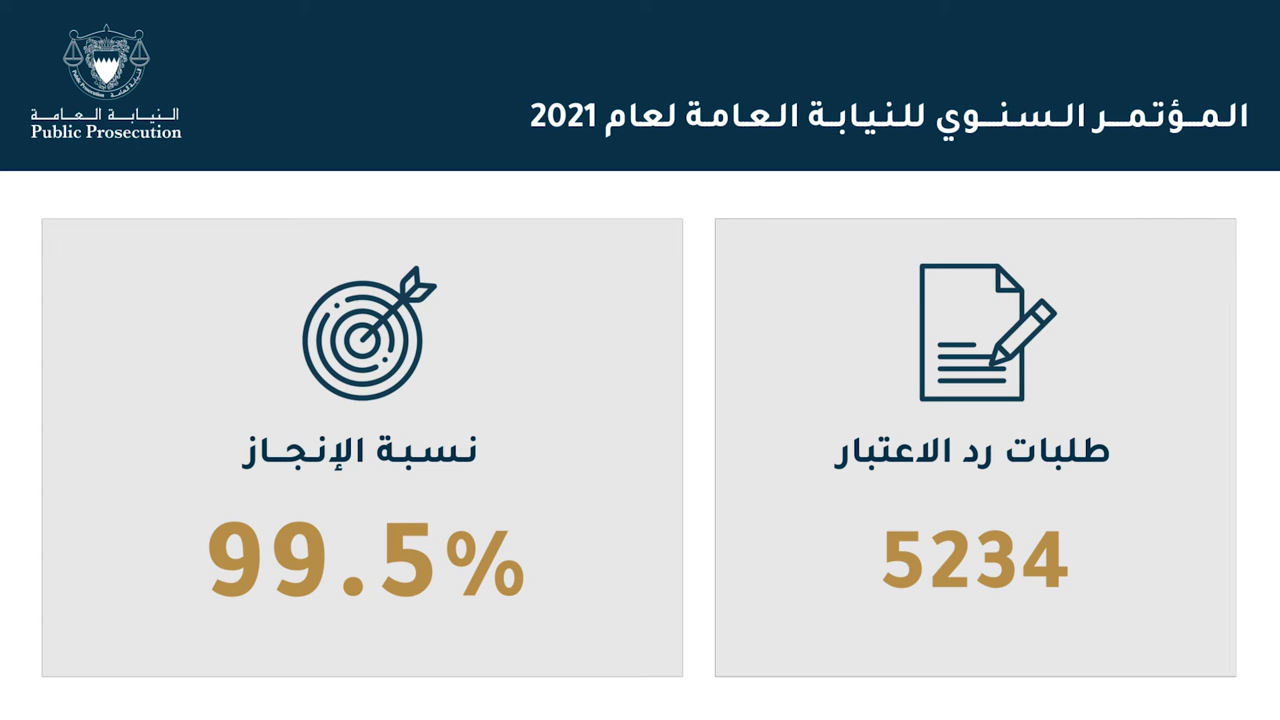 النيابة العامة
Public Prosecution
المؤتمر السنوي للنيابة العامة لعام 2021
طلبات رد الاعتبار
5234
نسبة الإنجاز
99.5%